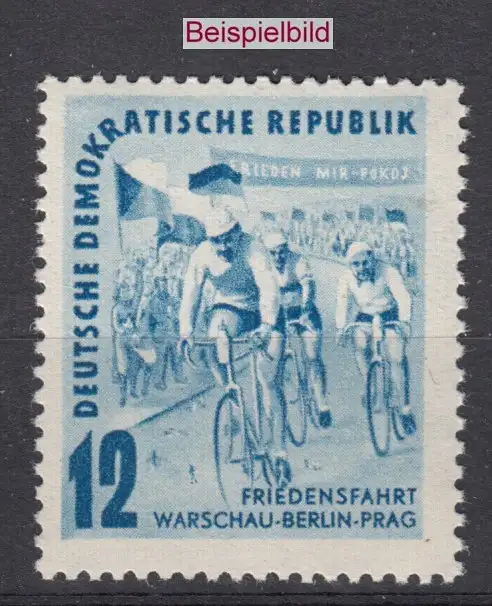 Beispielbild
DEUTSCHE DEMOKRATISCHE REPUBLIK
FRIEDEN MIR-POKOJ
12
FRIEDENSFAHRT
WARSCHAU-BERLIN-PRAG